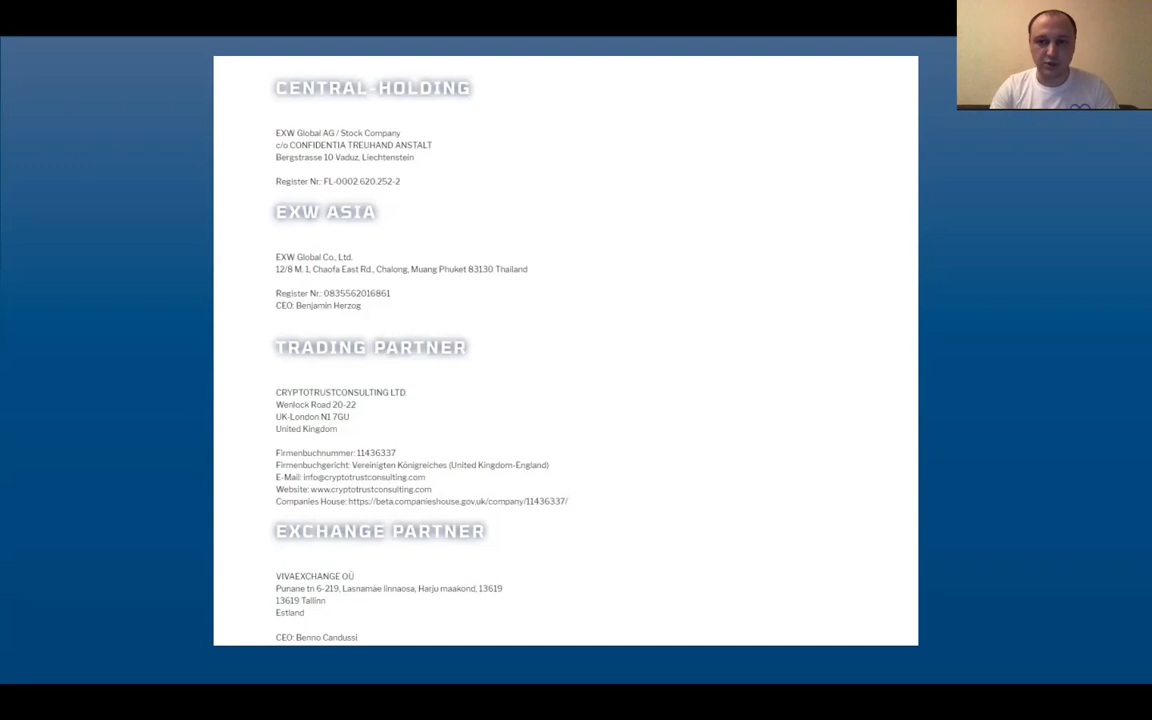 CENTRAL-HOLDING
EXW Global AG / Stock Company
c/o CONFIDENTIA TREUHAND ANSTALT
Bergstrasse 10 Vaduz, Liechtenstein
Register Nr.: FL-0002.620.252-2
EXW ASIA
EXW Global Co., Ltd.
12/8 M. 1, Chaofa East Rd., Chalong, Muang Phuket 83130 Thailand
Register Nr.: 0835562016861
CEO: Benjamin Herzog
TRADING PARTNER
CRYPTOTRUSTCONSULTING LTD.
Wenlock Road 20-22
UK-London N1 7GU
United Kingdom
Firmenbuchnummer: 11436337
Firmenbuchgericht: Vereinigten Königreiches (United Kingdom-England)
E-Mail: info@cryptotrustconsulting.com
Website: www.cryptotrustconsulting.com
Companies House: https://beta.companieshouse.gov.uk/company/11436337/
EXCHANGE PARTNER
VIVAEXCHANGE OÜ
Punane tn 6-219, Lasnamäe linnaosa, Harju maakond, 13619
13619 Tallinn
Estland
CEO: Benno Candussi